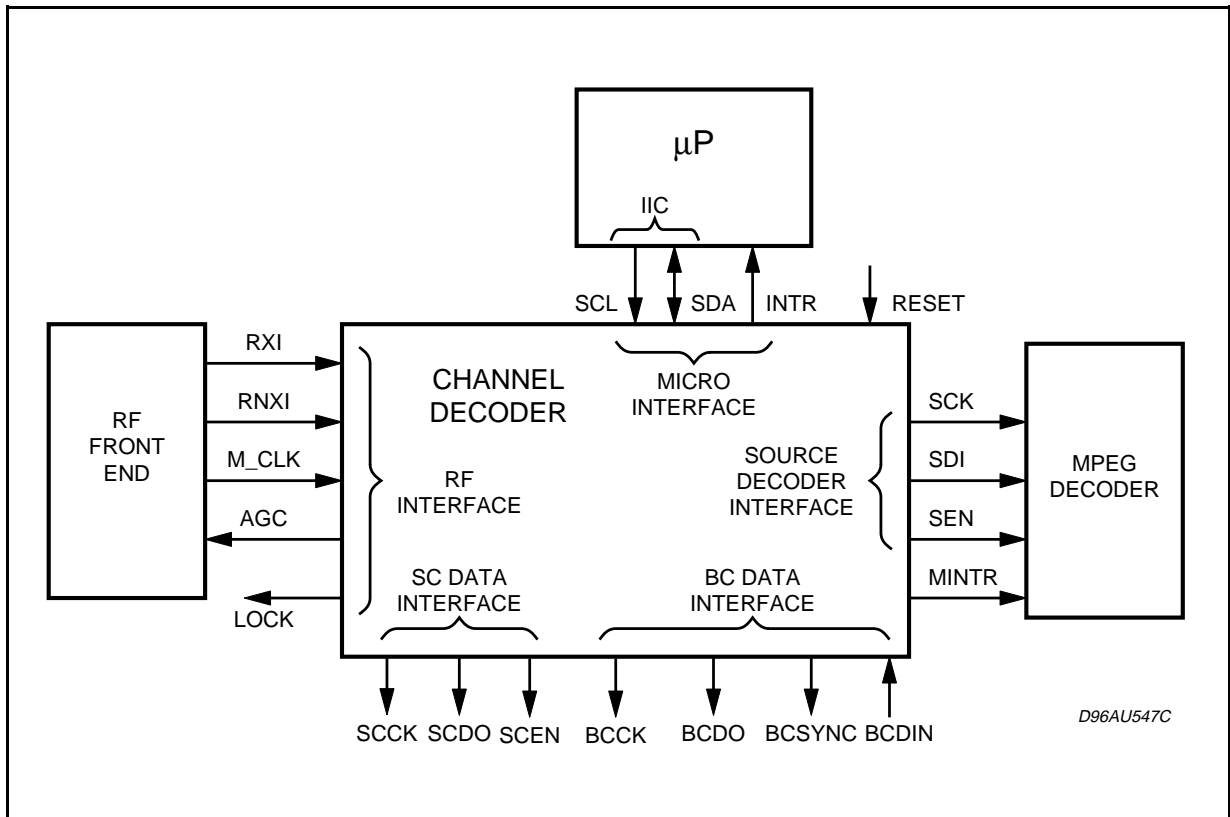 μP
IIC
SCL
SDA
INTR
RESET
RXI
RNXI
M_CLK
AGC
LOCK
RF
FRONT
END
CHANNEL
DECODER
MICRO
INTERFACE
RF
INTERFACE
SOURCE
DECODER
INTERFACE
SC DATA
INTERFACE
BC DATA
INTERFACE
SCK
SDI
SEN
MINTR
MPEG
DECODER
SCCK
SCDO
SCEN
BCCK
BCDO
BCSYNC
BCDIN
D96AU547C